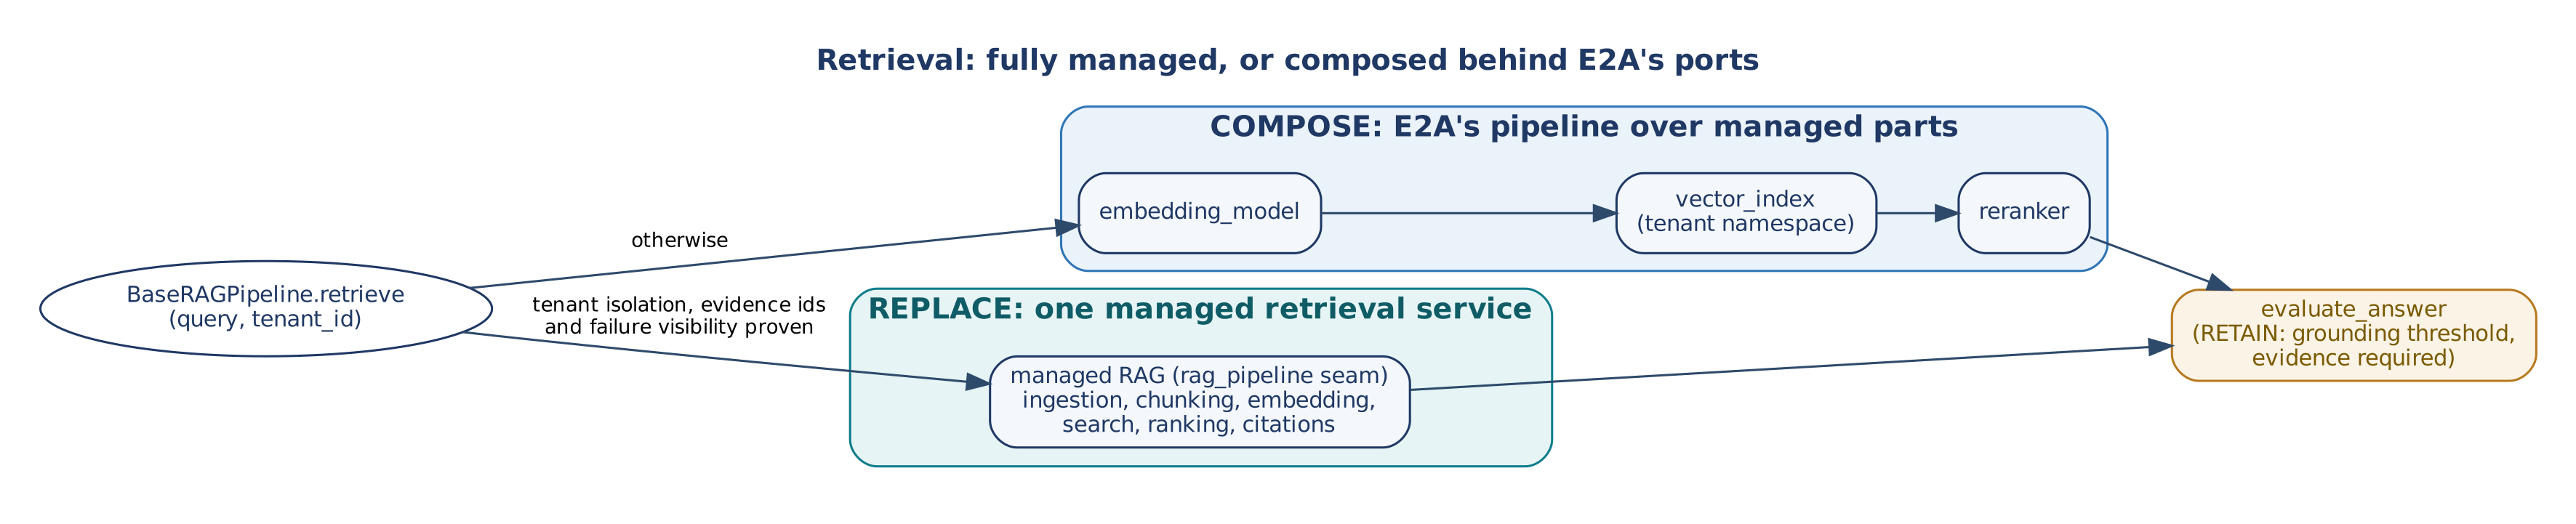 Retrieval: fully managed, or composed behind E2A's ports
COMPOSE: E2A's pipeline over managed parts
embedding_model
vector_index
(tenant namespace)
reranker
otherwise
BaseRAGPipeline.retrieve
(query, tenant_id)
tenant isolation, evidence ids
and failure visibility proven
REPLACE: one managed retrieval service
managed RAG (rag_pipeline seam)
ingestion, chunking, embedding,
search, ranking, citations
evaluate_answer
(RETAIN: grounding threshold,
evidence required)